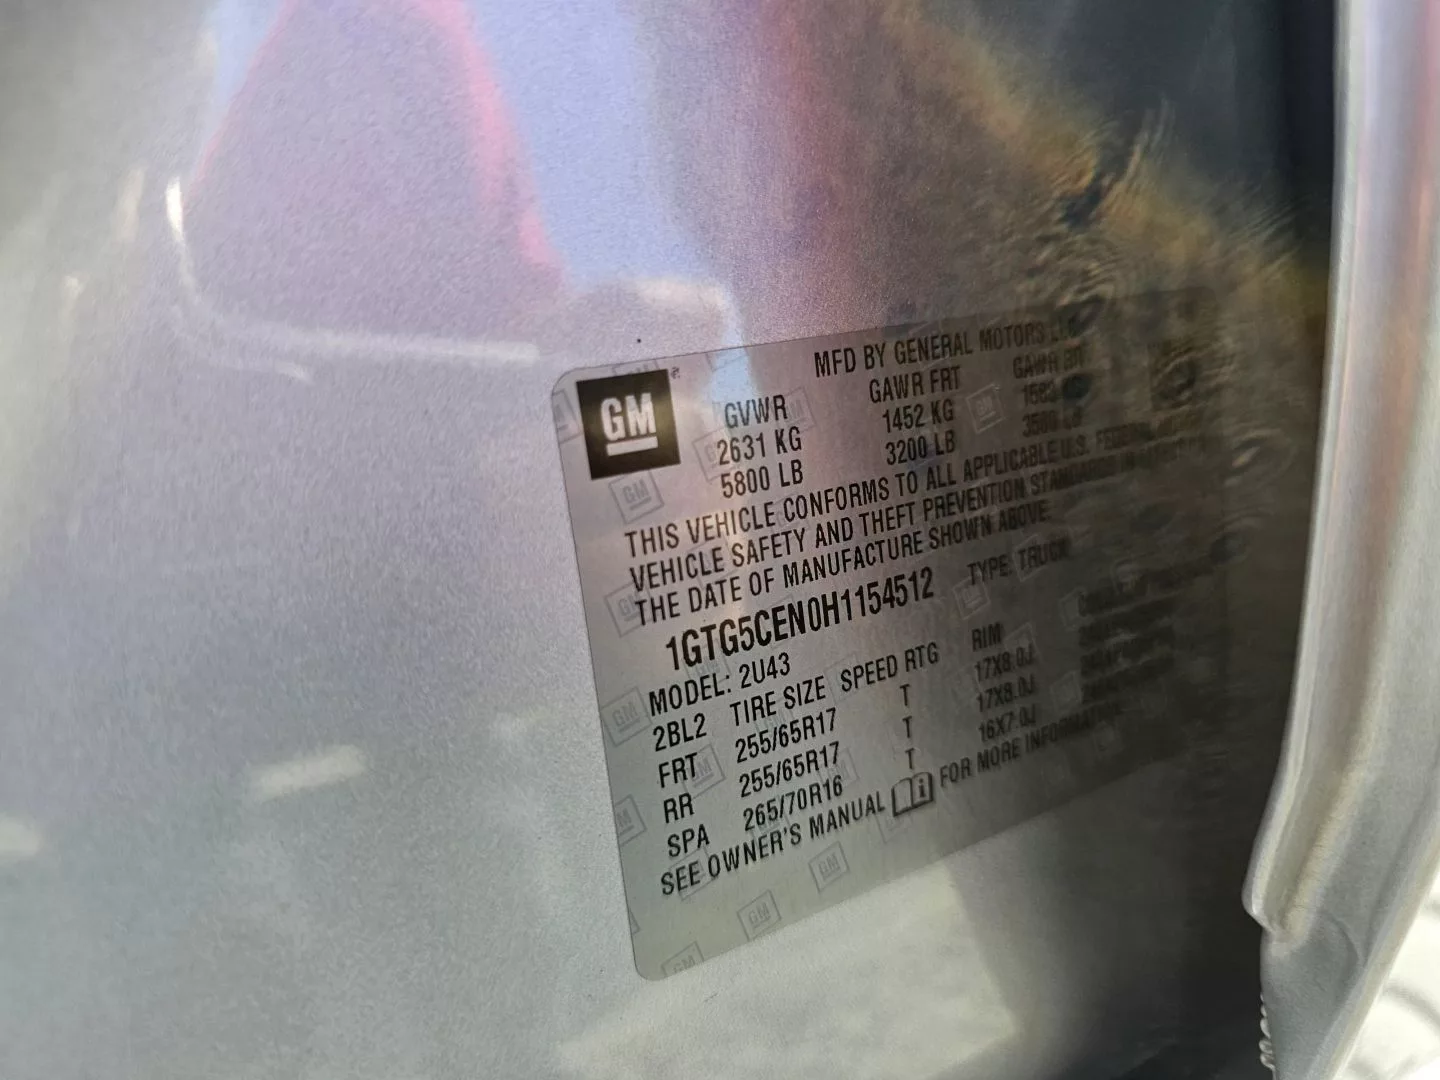 GM
MFD BY GENERAL MOTORS LLC
GVWR GAWR FRT GAWR RR
2631 KG 1452 KG
5800 LB 3200 LB
THIS VEHICLE CONFORMS TO ALL APPLICABLE U.S. FEDERAL MOTOR
VEHICLE SAFETY AND THEFT PREVENTION STANDARDS IN EFFECT ON
THE DATE OF MANUFACTURE SHOWN ABOVE.
1GTG5CEN0H1154512 TYPE: TRUCK
MODEL: 2U43
2BL2 TIRE SIZE SPEED RTG RIM
FRT 255/65R17 T 17X8.0J
RR 255/65R17 T 17X8.0J
SPA 265/70R16 T 16X7.0J
SEE OWNER'S MANUAL FOR MORE INFORMATION